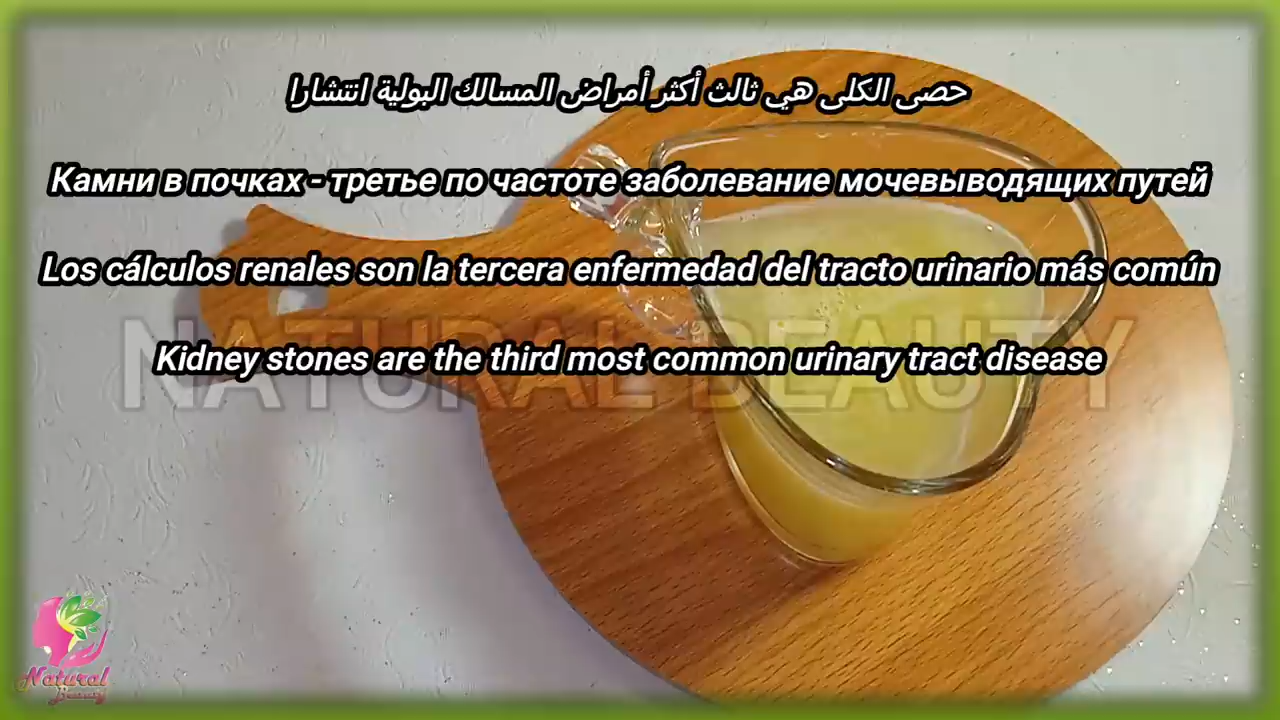 حصى الكلى هي ثالث أكثر أمراض المسالك البولية انتشارا
Камни в почках - третье по частоте заболевание мочевыводящих путей
Los cálculos renales son la tercera enfermedad del tracto urinario más común
NATURAL BEAUTY
Kidney stones are the third most common urinary tract disease
Natural
Beauty